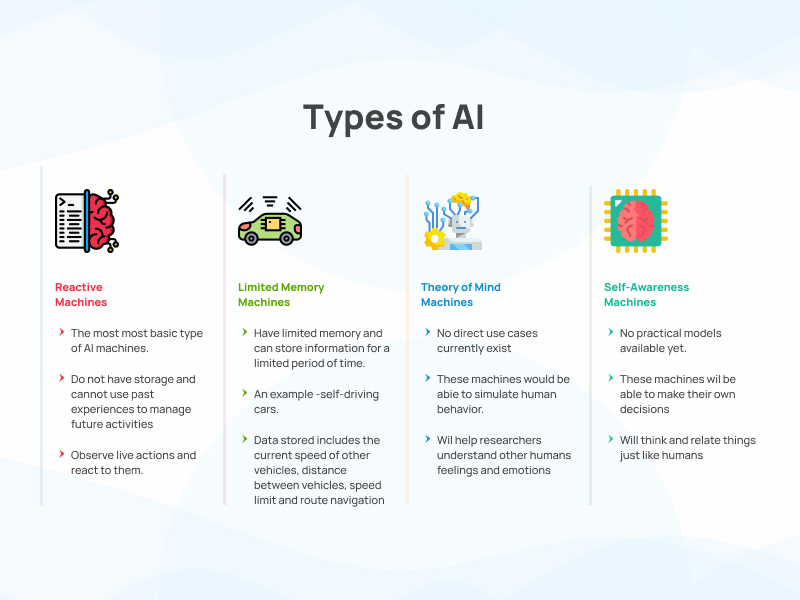 Types of AI
Reactive
Machines
The most most basic type
of AI machines.
Do not have storage and
cannot use past
experiences to manage
future activities
Observe live actions and
react to them.
Limited Memory
Machines
Have limited memory and
can store information for a
limited period of time.
An example -self-driving
cars.
Data stored includes the
current speed of other
vehicles, distance
between vehicles, speed
limit and route navigation
Theory of Mind
Machines
No direct use cases
currently exist
These machines would be
abie to simulate human
behavior.
Wil help researchers
understand other humans
feelings and emotions
Self-Awareness
Machines
No practical models
available yet.
These machines wil be
able to make their own
decisions
Will think and relate things
just like humans